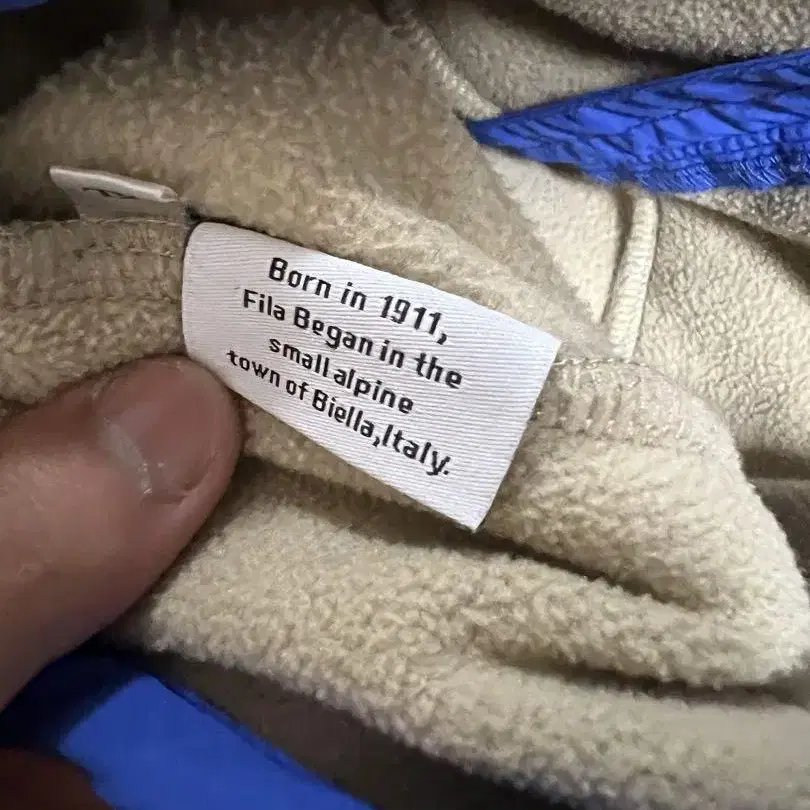 Born in 1911,
Fila Began in the
small alpine
town of Biella,Italy.